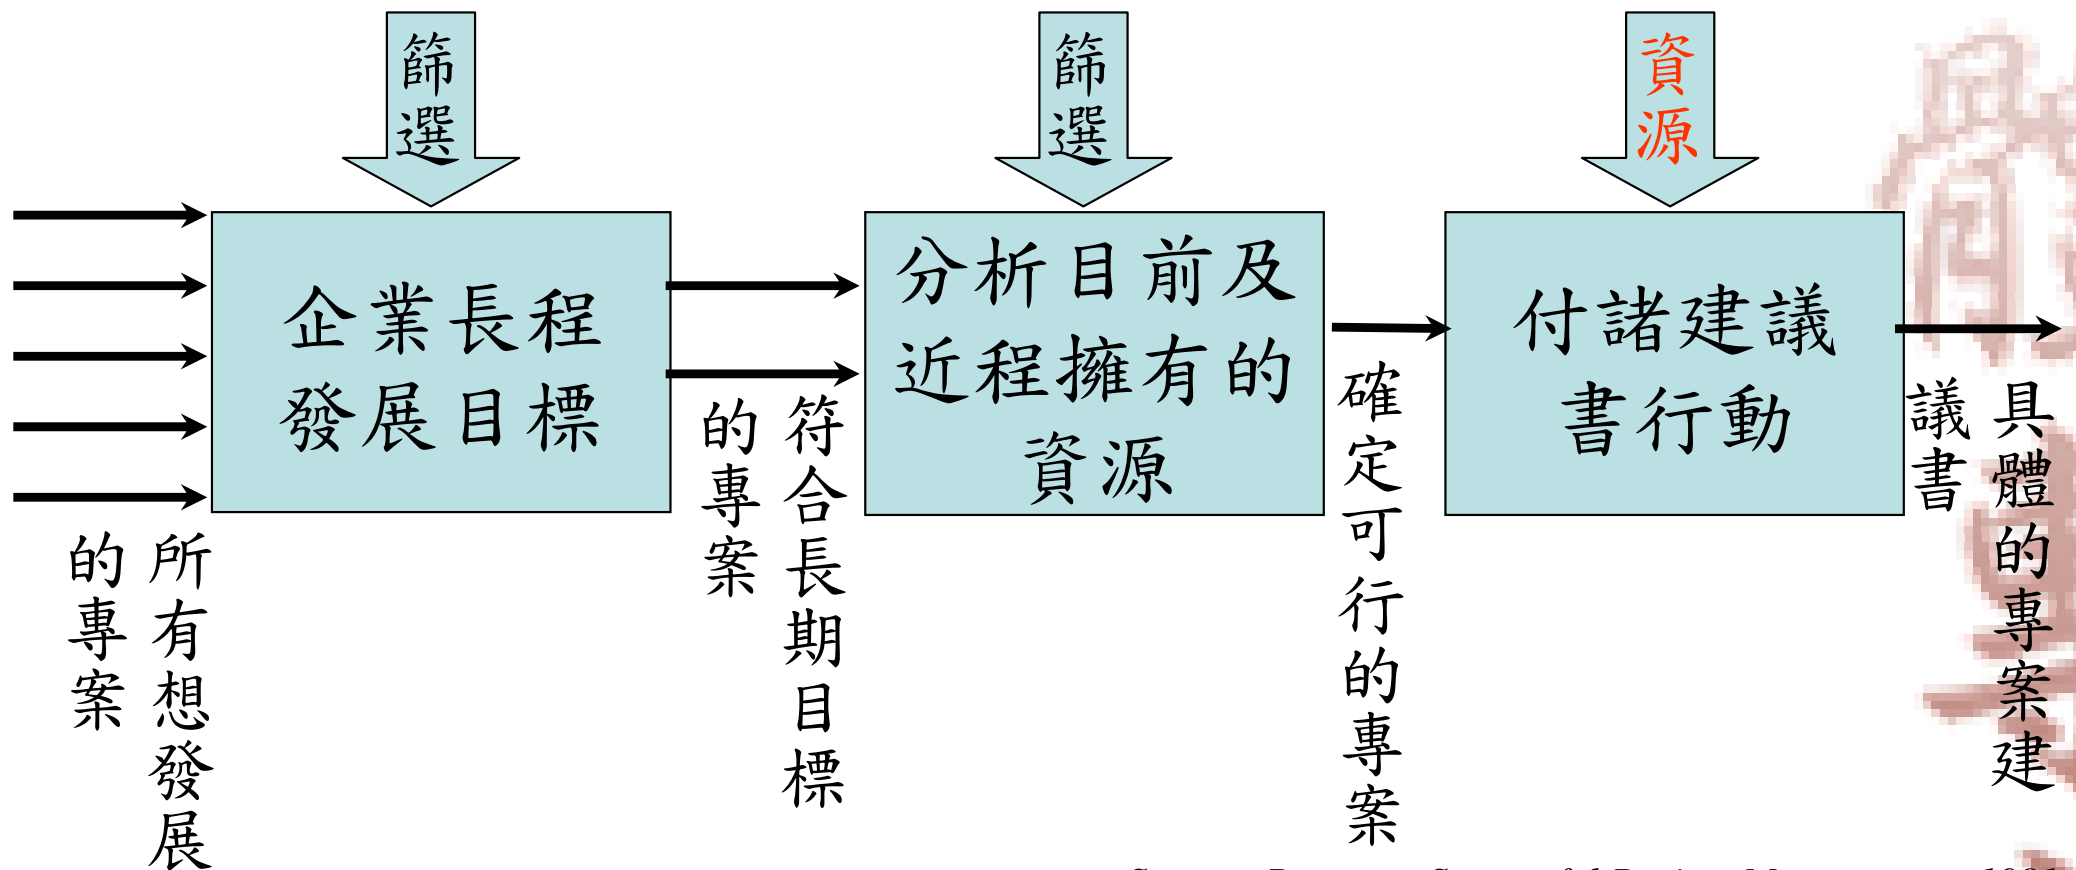 篩選
篩選
資源
企業長程
發展目標
分析目前及
近程擁有的
資源
付諸建議
書行動
所有想發展
的專案
符合長期目標
的專案
確定可行的專案
具體的專案建
議書